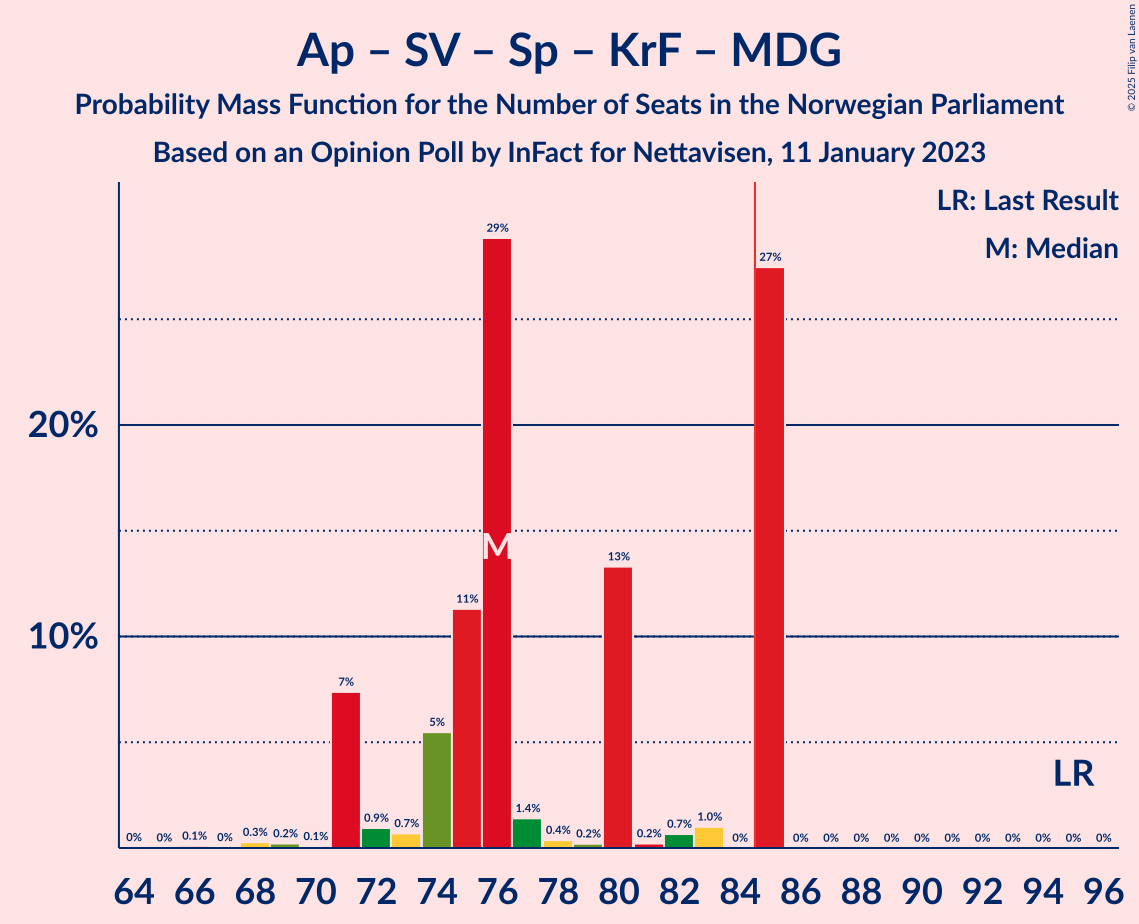 Ap – SV – Sp – KrF – MDG
Probability Mass Function for the Number of Seats in the Norwegian Parliament
Based on an Opinion Poll by InFact for Nettavisen, 11 January 2023
© 2025 Filip van Laenen
LR: Last Result
M: Median
20%
10%
0% 0% 0.1% 0% 0.3% 0.2% 0.1% 7% 0.9% 0.7% 5% 11% 29% 1.4% 0.4% 0.2% 13% 0.2% 0.7% 1.0% 0% 27% 0% 0% 0% 0% 0% 0% 0% 0% 0% 0% 0%
M
LR
64 66 68 70 72 74 76 78 80 82 84 86 88 90 92 94 96